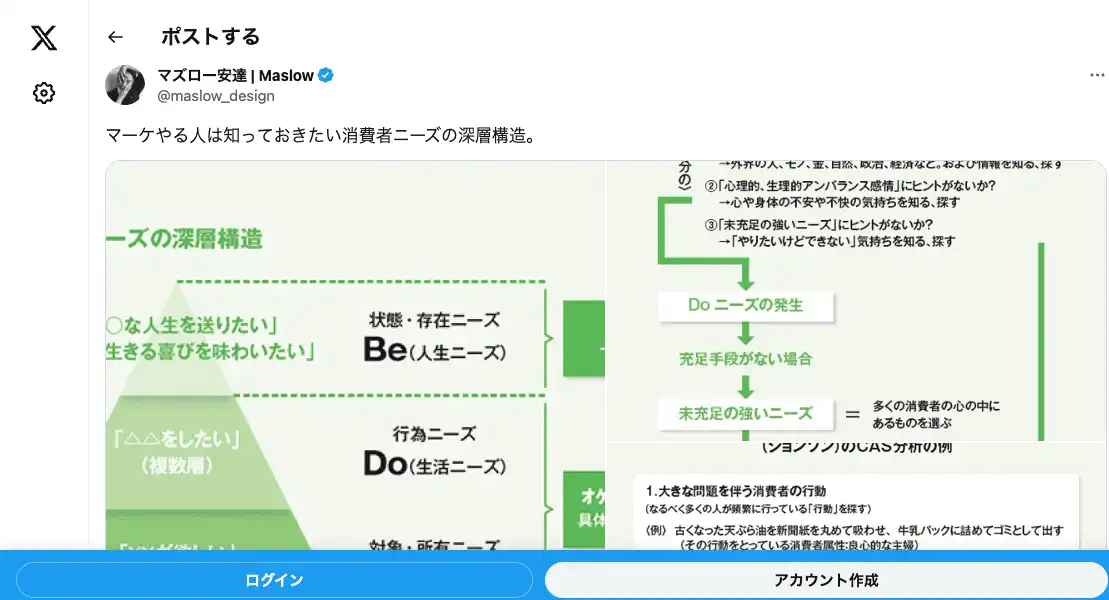 ポストする
マズロー安達 | Maslow
@maslow_design
マーケやる人は知っておきたい消費者ニーズの深層構造。
ーズの深層構造
○な人生を送りたい」
生きる喜びを味わいたい」
状態・存在ニーズ
Be(人生ニーズ)
「△△をしたい」
(複数層)
行為ニーズ
Do(生活ニーズ)
対象・所有ニーズ
オケ
具体
分の)
→外界の人、モノ、金、自然、政治、経済など。および情報を知る、探す
②「心理的、生理的アンバランス感情」にヒントがないか?
→心や身体の不安や不快の気持ちを知る、探す
③「未充足の強いニーズ」にヒントがないか?
→「やりたいけどできない」気持ちを知る、探す
Do ニーズの発生
充足手段がない場合
未充足の強いニーズ
= 多くの消費者の心の中に
あるものを選ぶ
(ジョンソン)のCAS分析の例
1.大きな問題を伴う消費者の行動
(なるべく多くの人が頻繁に行っている「行動」を探す)
〈例〉 古くなった天ぷら油を新聞紙を丸めて吸わせ、牛乳パックに詰めてゴミとして出す
(その行動をとっている消費者属性:良心的な主婦)
ログイン
アカウント作成